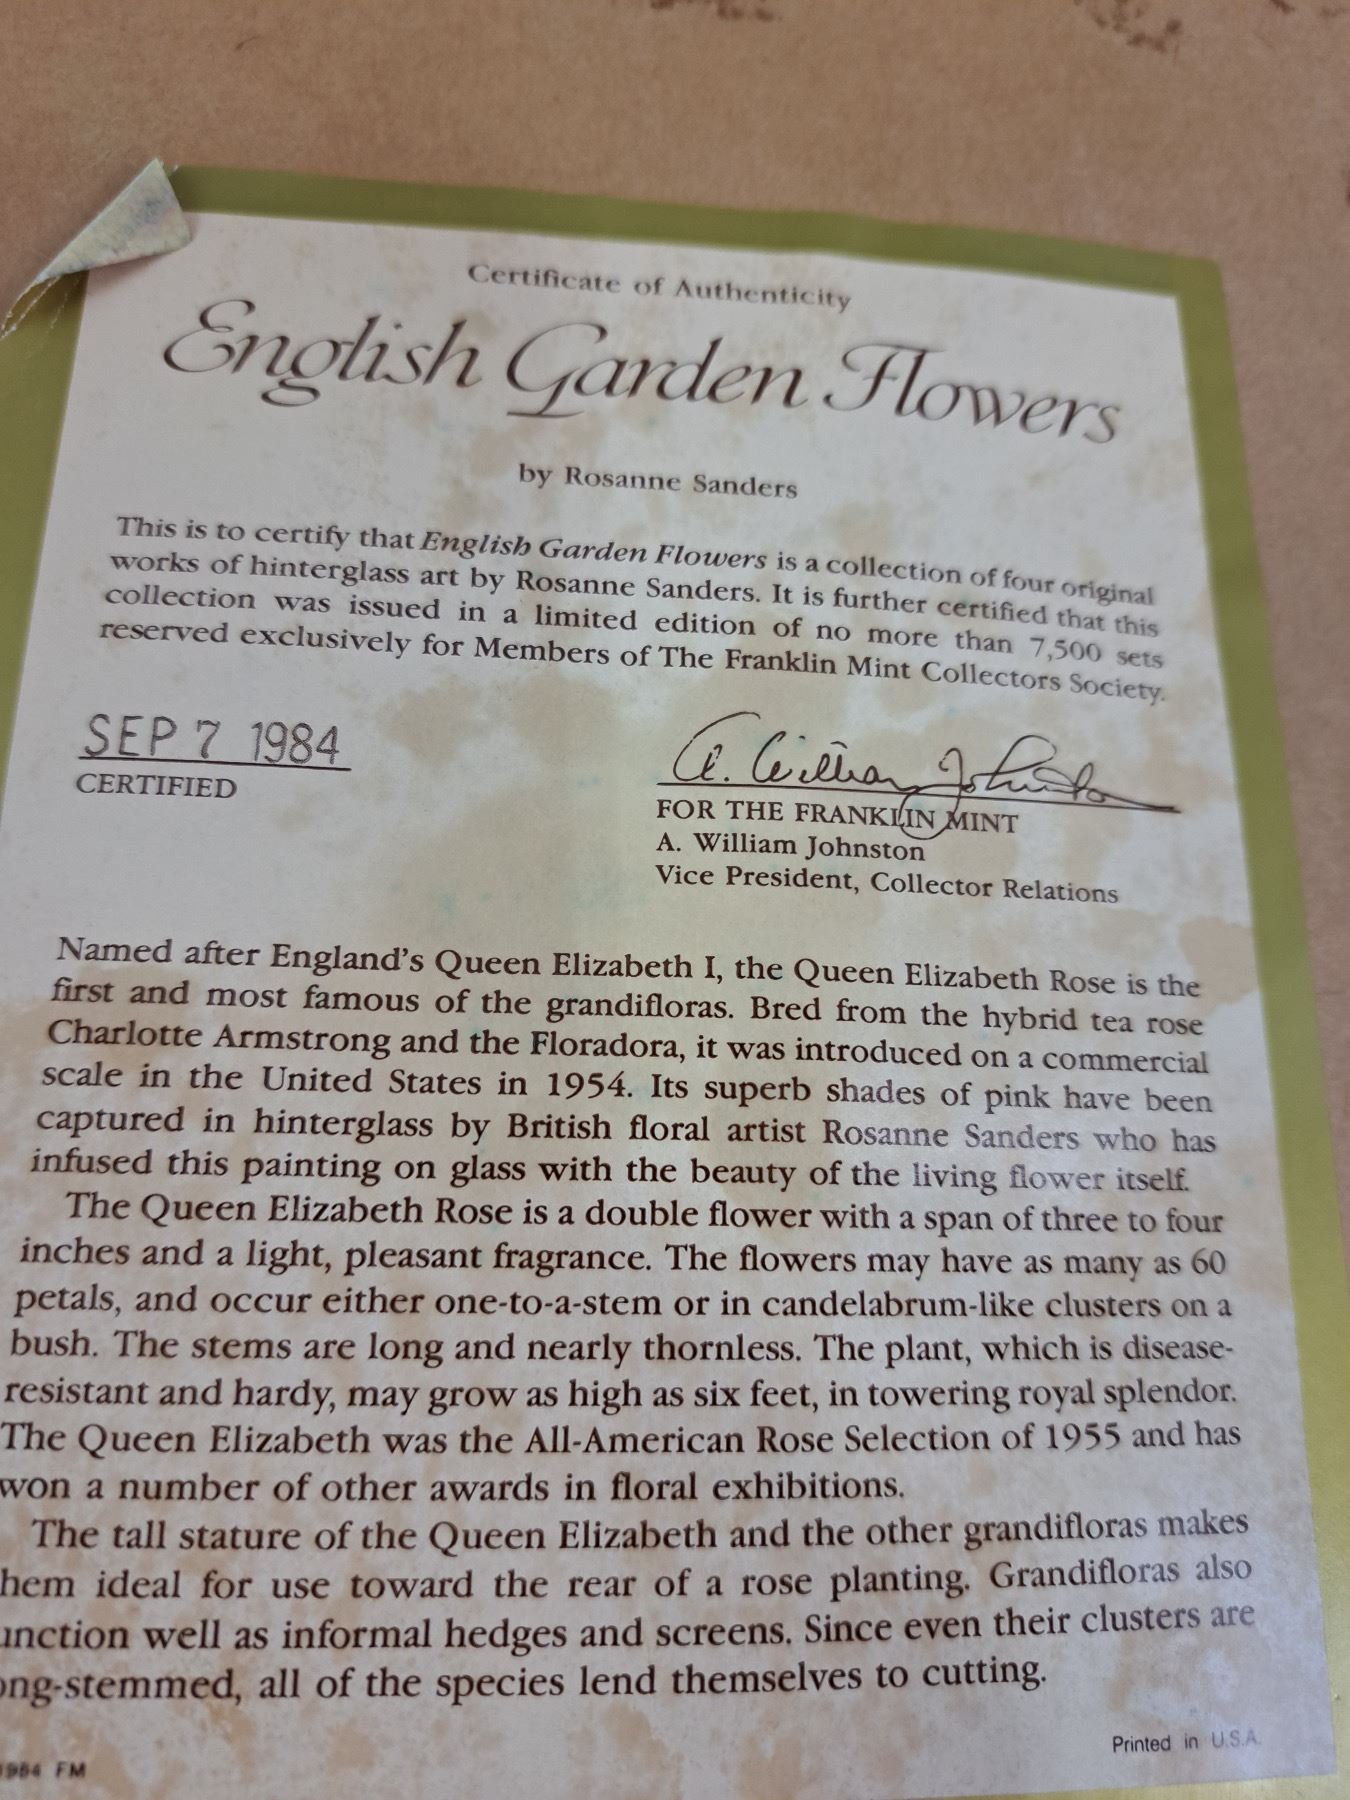 Certificate of Authenticity
English Garden Flowers
by Rosanne Sanders
This is to certify that English Garden Flowers is a collection of four original
works of hinterglass art by Rosanne Sanders. It is further certified that this
collection was issued in a limited edition of no more than 7,500 sets
reserved exclusively for Members of The Franklin Mint Collectors Society.
SEP 7 1984
CERTIFIED
A. William Johnston
FOR THE FRANKLIN MINT
A. William Johnston
Vice President, Collector Relations
Named after England's Queen Elizabeth I, the Queen Elizabeth Rose is the
first and most famous of the grandifloras. Bred from the hybrid tea rose
Charlotte Armstrong and the Floradora, it was introduced on a commercial
scale in the United States in 1954. Its superb shades of pink have been
captured in hinterglass by British floral artist Rosanne Sanders who has
infused this painting on glass with the beauty of the living flower itself.
The Queen Elizabeth Rose is a double flower with a span of three to four
inches and a light, pleasant fragrance. The flowers may have as many as 60
petals, and occur either one-to-a-stem or in candelabrum-like clusters on a
bush. The stems are long and nearly thornless. The plant, which is disease-
resistant and hardy, may grow as high as six feet, in towering royal splendor.
The Queen Elizabeth was the All-American Rose Selection of 1955 and has
won a number of other awards in floral exhibitions.
The tall stature of the Queen Elizabeth and the other grandifloras makes
hem ideal for use toward the rear of a rose planting. Grandifloras also
unction well as informal hedges and screens. Since even their clusters are
ong-stemmed, all of the species lend themselves to cutting.
Printed in U.S.A.
1984 FM